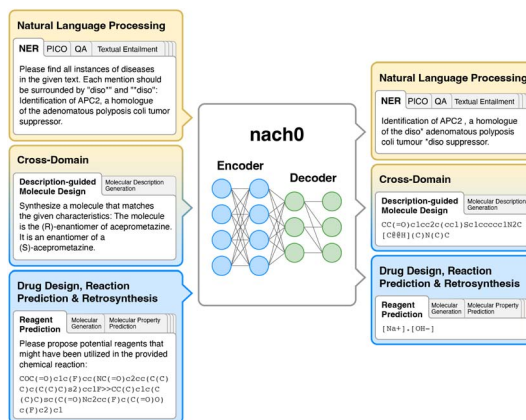 Natural Language Processing
NER PICO QA Textual Entailment
Please find all instances of diseases
in the given text. Each mention should
be surrounded by "diso*" and "*diso":
Identification of APC2, a homologue
of the adenomatous polyposis coli tumor
suppressor.
Cross-Domain
Description-guided Molecule Design
Molecular Description Generation
Synthesize a molecule that matches
the given characteristics: The molecule
is the (R)-enantiomer of aceprometazine.
It is an enantiomer of a
(S)-aceprometazine.
Drug Design, Reaction
Prediction & Retrosynthesis
Reagent Prediction
Molecular Generation
Molecular Property Prediction
Please propose potential reagents that
might have been utilized in the provided
chemical reaction:
COC(=O)c1c(F)cc(NC(=O)c2cc(C(C)
C)c(C(C)C)s2)cc1F>>CC(C)c1c(C
(C)C)sc(C(=O)Nc2cc(F)c(C(=O)O)
c(F)c2)c1
nach0
Encoder
Decoder
Natural Language Processing
NER PICO QA Textual Entailment
Identification of APC2 , a homologue
of the diso* adenomatous polyposis
coli tumour *diso suppressor.
Cross-Domain
Description-guided Molecule Design
Molecular Description Generation
CC(=O)c1cc2c(cc1)Sc1ccccc1N2C
[C@@H](C)N(C)C
Drug Design, Reaction
Prediction & Retrosynthesis
Reagent Prediction
Molecular Generation
Molecular Property Prediction
[Na+].[OH-]